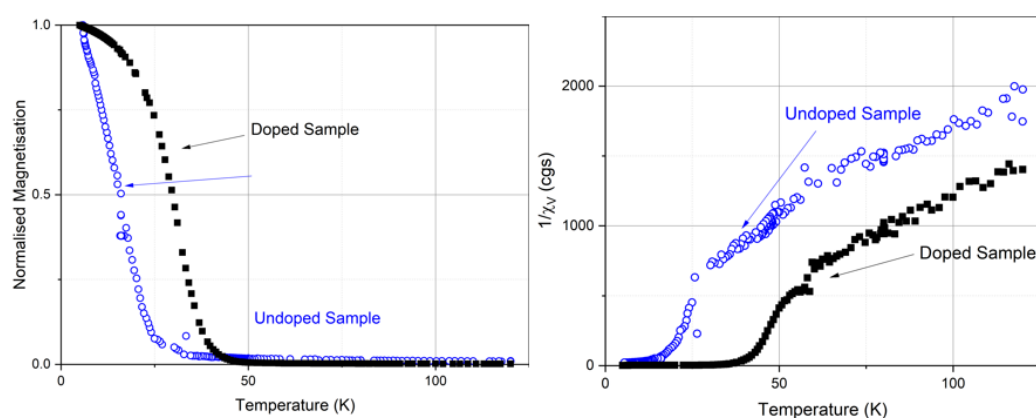 Normalised Magnetisation
1.0
0.5
0.0
0
50
100
Temperature (K)
Doped Sample
Undoped Sample
1/χV (cgs)
2000
1000
0
0
50
100
Temperature (K)
Undoped Sample
Doped Sample